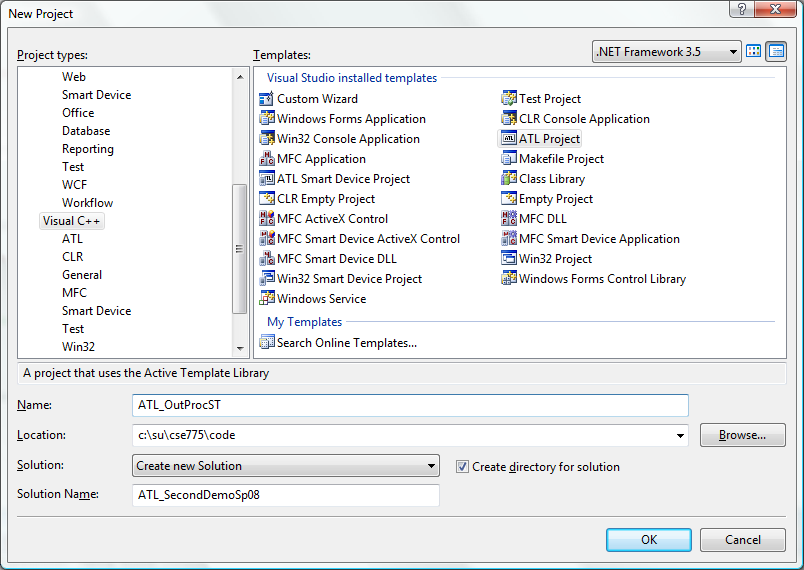 New Project
Project types:
Templates:
.NET Framework 3.5
Web
Smart Device
Office
Database
Reporting
Test
WCF
Workflow
Visual C++
ATL
CLR
General
MFC
Smart Device
Test
Win32
Visual Studio installed templates
Custom Wizard
Windows Forms Application
Win32 Console Application
MFC Application
ATL Smart Device Project
CLR Empty Project
MFC ActiveX Control
MFC Smart Device ActiveX Control
MFC Smart Device DLL
Win32 Smart Device Project
Windows Service
Test Project
CLR Console Application
ATL Project
Makefile Project
Class Library
Empty Project
MFC DLL
MFC Smart Device Application
Win32 Project
Windows Forms Control Library
My Templates
Search Online Templates...
A project that uses the Active Template Library
Name:
ATL_OutProcST
Location:
c:\su\cse775\code
Browse...
Solution:
Create new Solution
Create directory for solution
Solution Name:
ATL_SecondDemoSp08
OK
Cancel